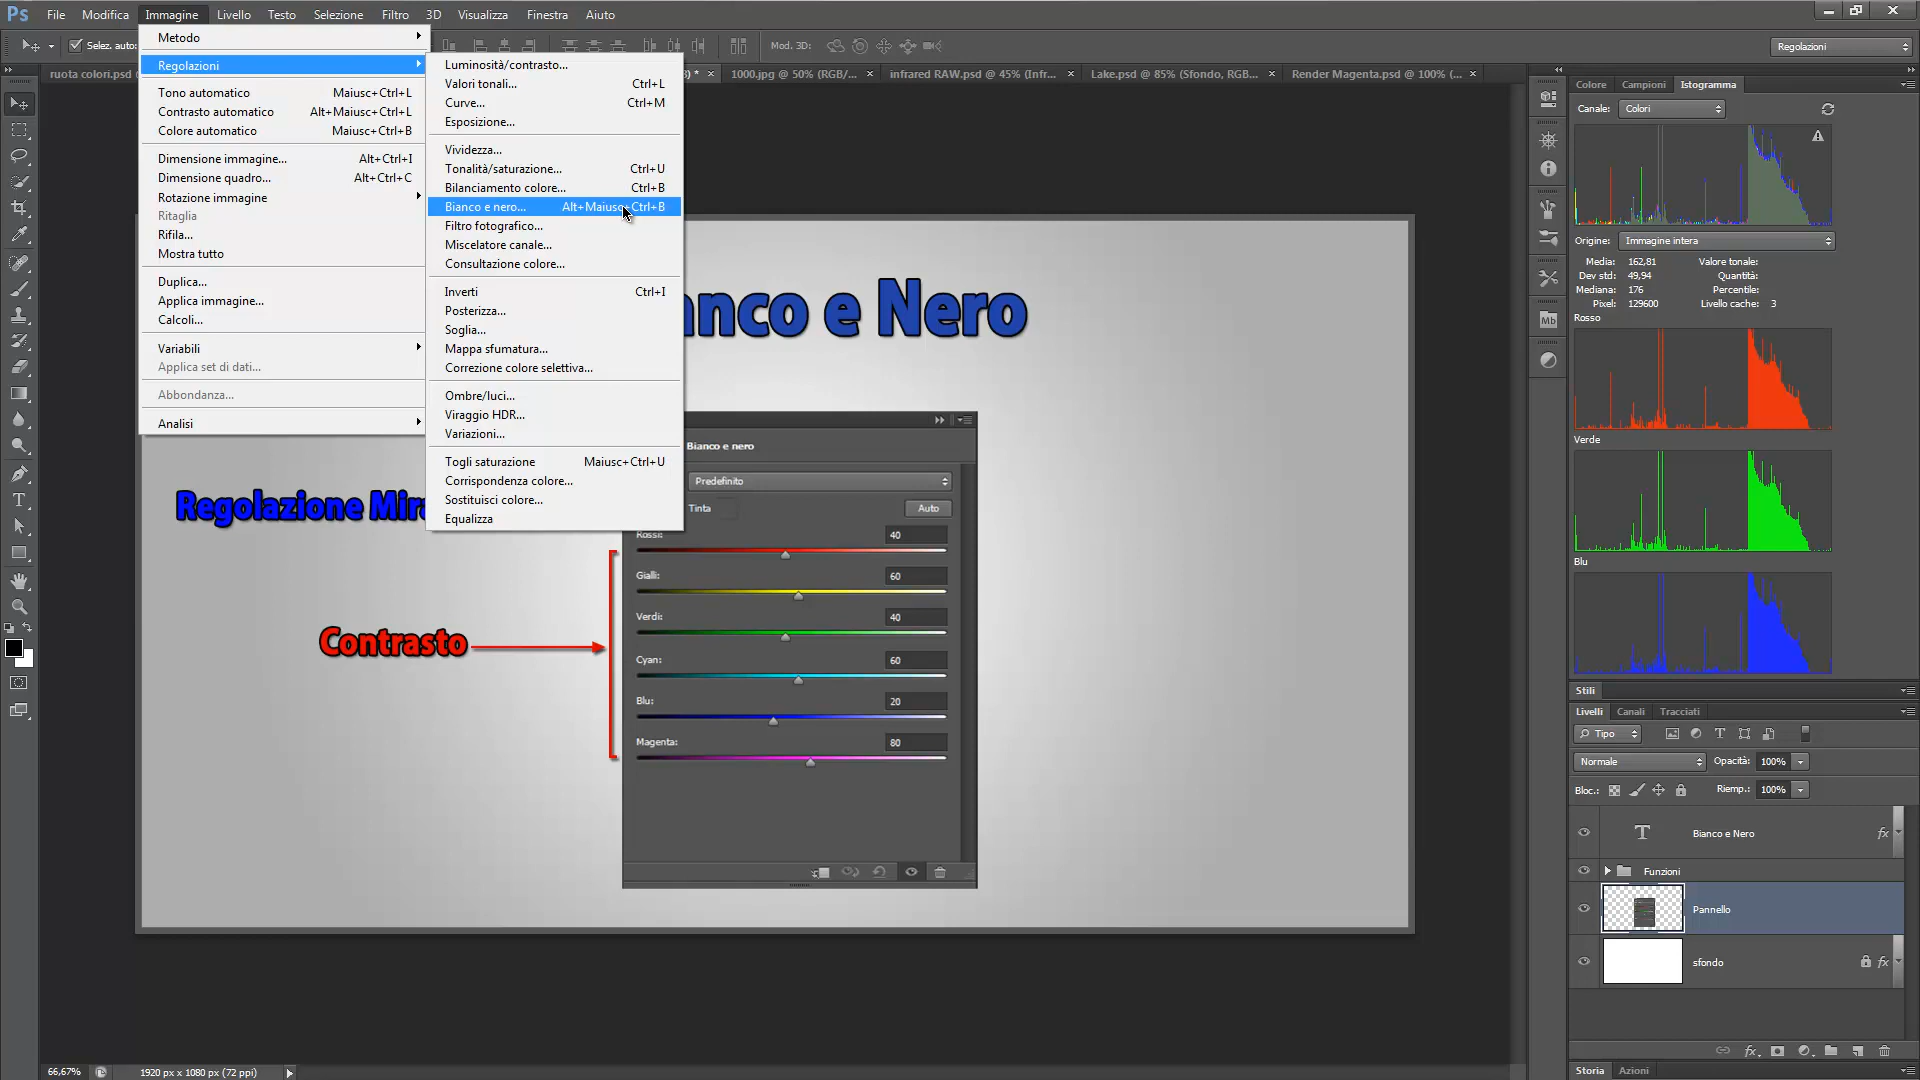 Ps File Modifica Immagine Livello Testo Selezione Filtro 3D Visualizza Finestra Aiuto
Selez. auto:
Mod. 3D:
Regolazioni
ruota colori.psd
1000.jpg @ 50% (RGB/... ×
infrared RAW.psd @ 45% (Infr... ×
Lake.psd @ 85% (Sfondo, RGB... ×
Render Magenta.psd @ 100% (... ×
Metodo
Regolazioni
Tono automatico Maiusc+Ctrl+L
Contrasto automatico Alt+Maiusc+Ctrl+L
Colore automatico Maiusc+Ctrl+B
Dimensione immagine... Alt+Ctrl+I
Dimensione quadro... Alt+Ctrl+C
Rotazione immagine
Ritaglia
Rifila...
Mostra tutto
Duplica...
Applica immagine...
Calcoli...
Variabili
Applica set di dati...
Abbondanza...
Analisi
Luminosità/contrasto...
Valori tonali... Ctrl+L
Curve... Ctrl+M
Esposizione...
Vividezza...
Tonalità/saturazione... Ctrl+U
Bilanciamento colore... Ctrl+B
Bianco e nero... Alt+Maiusc+Ctrl+B
Filtro fotografico...
Miscelatore canale...
Consultazione colore...
Inverti Ctrl+I
Posterizza...
Soglia...
Mappa sfumatura...
Correzione colore selettiva...
Ombre/luci...
Viraggio HDR...
Variazioni...
Togli saturazione Maiusc+Ctrl+U
Corrispondenza colore...
Sostituisci colore...
Equalizza
anco e Nero
Regolazione Mira
Contrasto
Bianco e nero
Predefinito
Tinta Auto
Rossi: 40
Gialli: 60
Verdi: 40
Cyan: 60
Blu: 20
Magenta: 80
Colore Campioni Istogramma
Canale: Colori
Origine: Immagine intera
Media: 162,81 Valore tonale:
Dev std: 49,94 Quantità:
Mediana: 176 Percentile:
Pixel: 129600 Livello cache: 3
Rosso
Verde
Blu
Mb
Stili
Livelli Canali Tracciati
Tipo
Normale Opacità: 100%
Bloc.: Riemp.: 100%
T Bianco e Nero fx
Funzioni
Pannello
sfondo fx
fx
Storia Azioni
66,67% 1920 px x 1080 px (72 ppi)